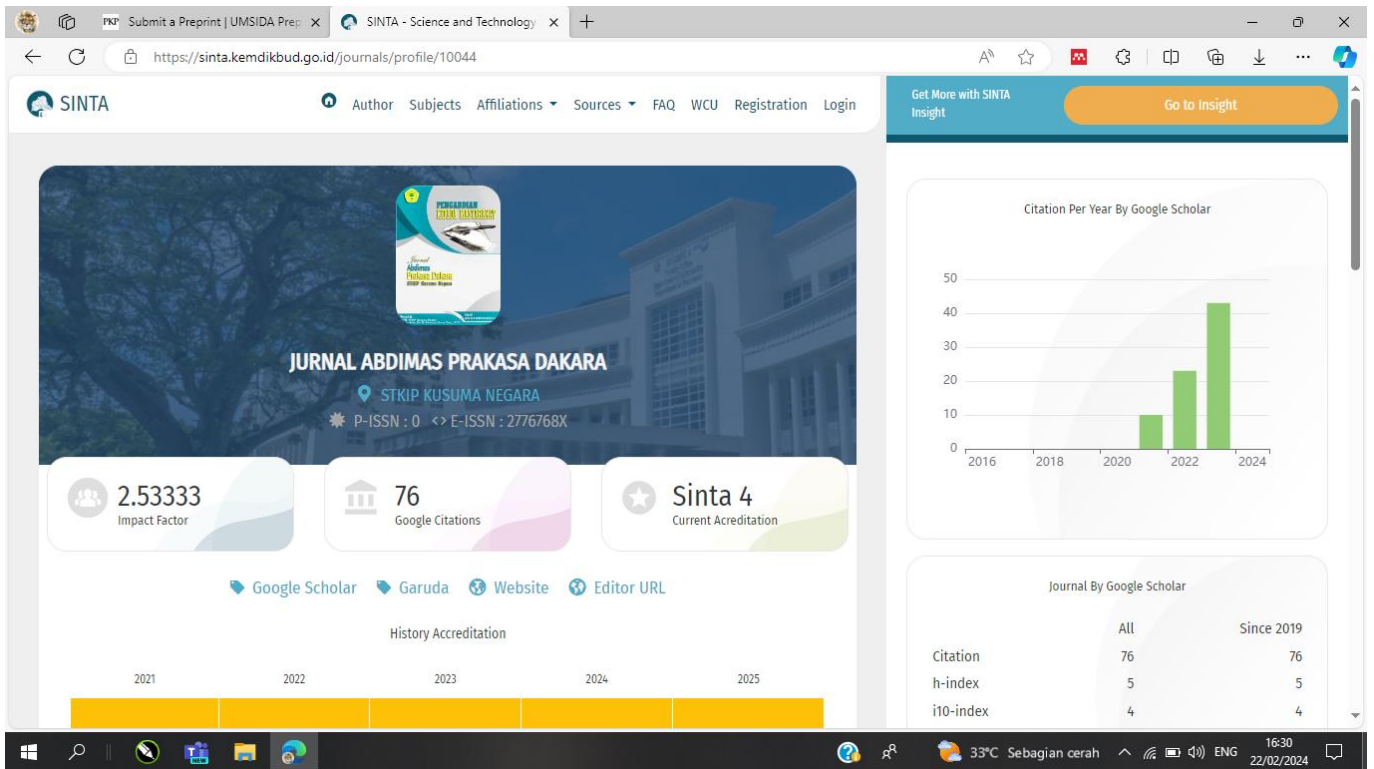 Submit a Preprint | UMSIDA Prep
SINTA - Science and Technology
https://sinta.kemdikbud.go.id/journals/profile/10044
SINTA
Author Subjects Affiliations Sources FAQ WCU Registration Login
Get More with SINTA
Insight
Go to Insight
PENGABDIAN
JURNAL ABDIMAS PRAKASA DAKARA
STKIP KUSUMA NEGARA
P-ISSN : 0 <> E-ISSN : 2776768X
2.53333
Impact Factor
76
Google Citations
Sinta 4
Current Acreditation
Google Scholar Garuda Website Editor URL
History Accreditation
2021 2022 2023 2024 2025
Citation Per Year By Google Scholar
50
40
30
20
10
0
2016 2018 2020 2022 2024
Journal By Google Scholar
All Since 2019
Citation 76 76
h-index 5 5
i10-index 4 4
33°C Sebagian cerah ENG 16:30
22/02/2024